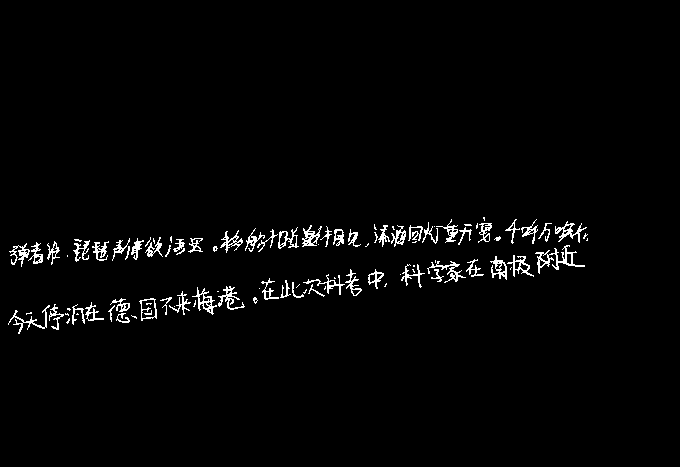 弹者谁,琵琶声停欲语迟。移船相近邀相见,添酒回灯重开宴。千呼万唤
今天停泊在德国不来梅港。在此次科考中,科学家在南极附近